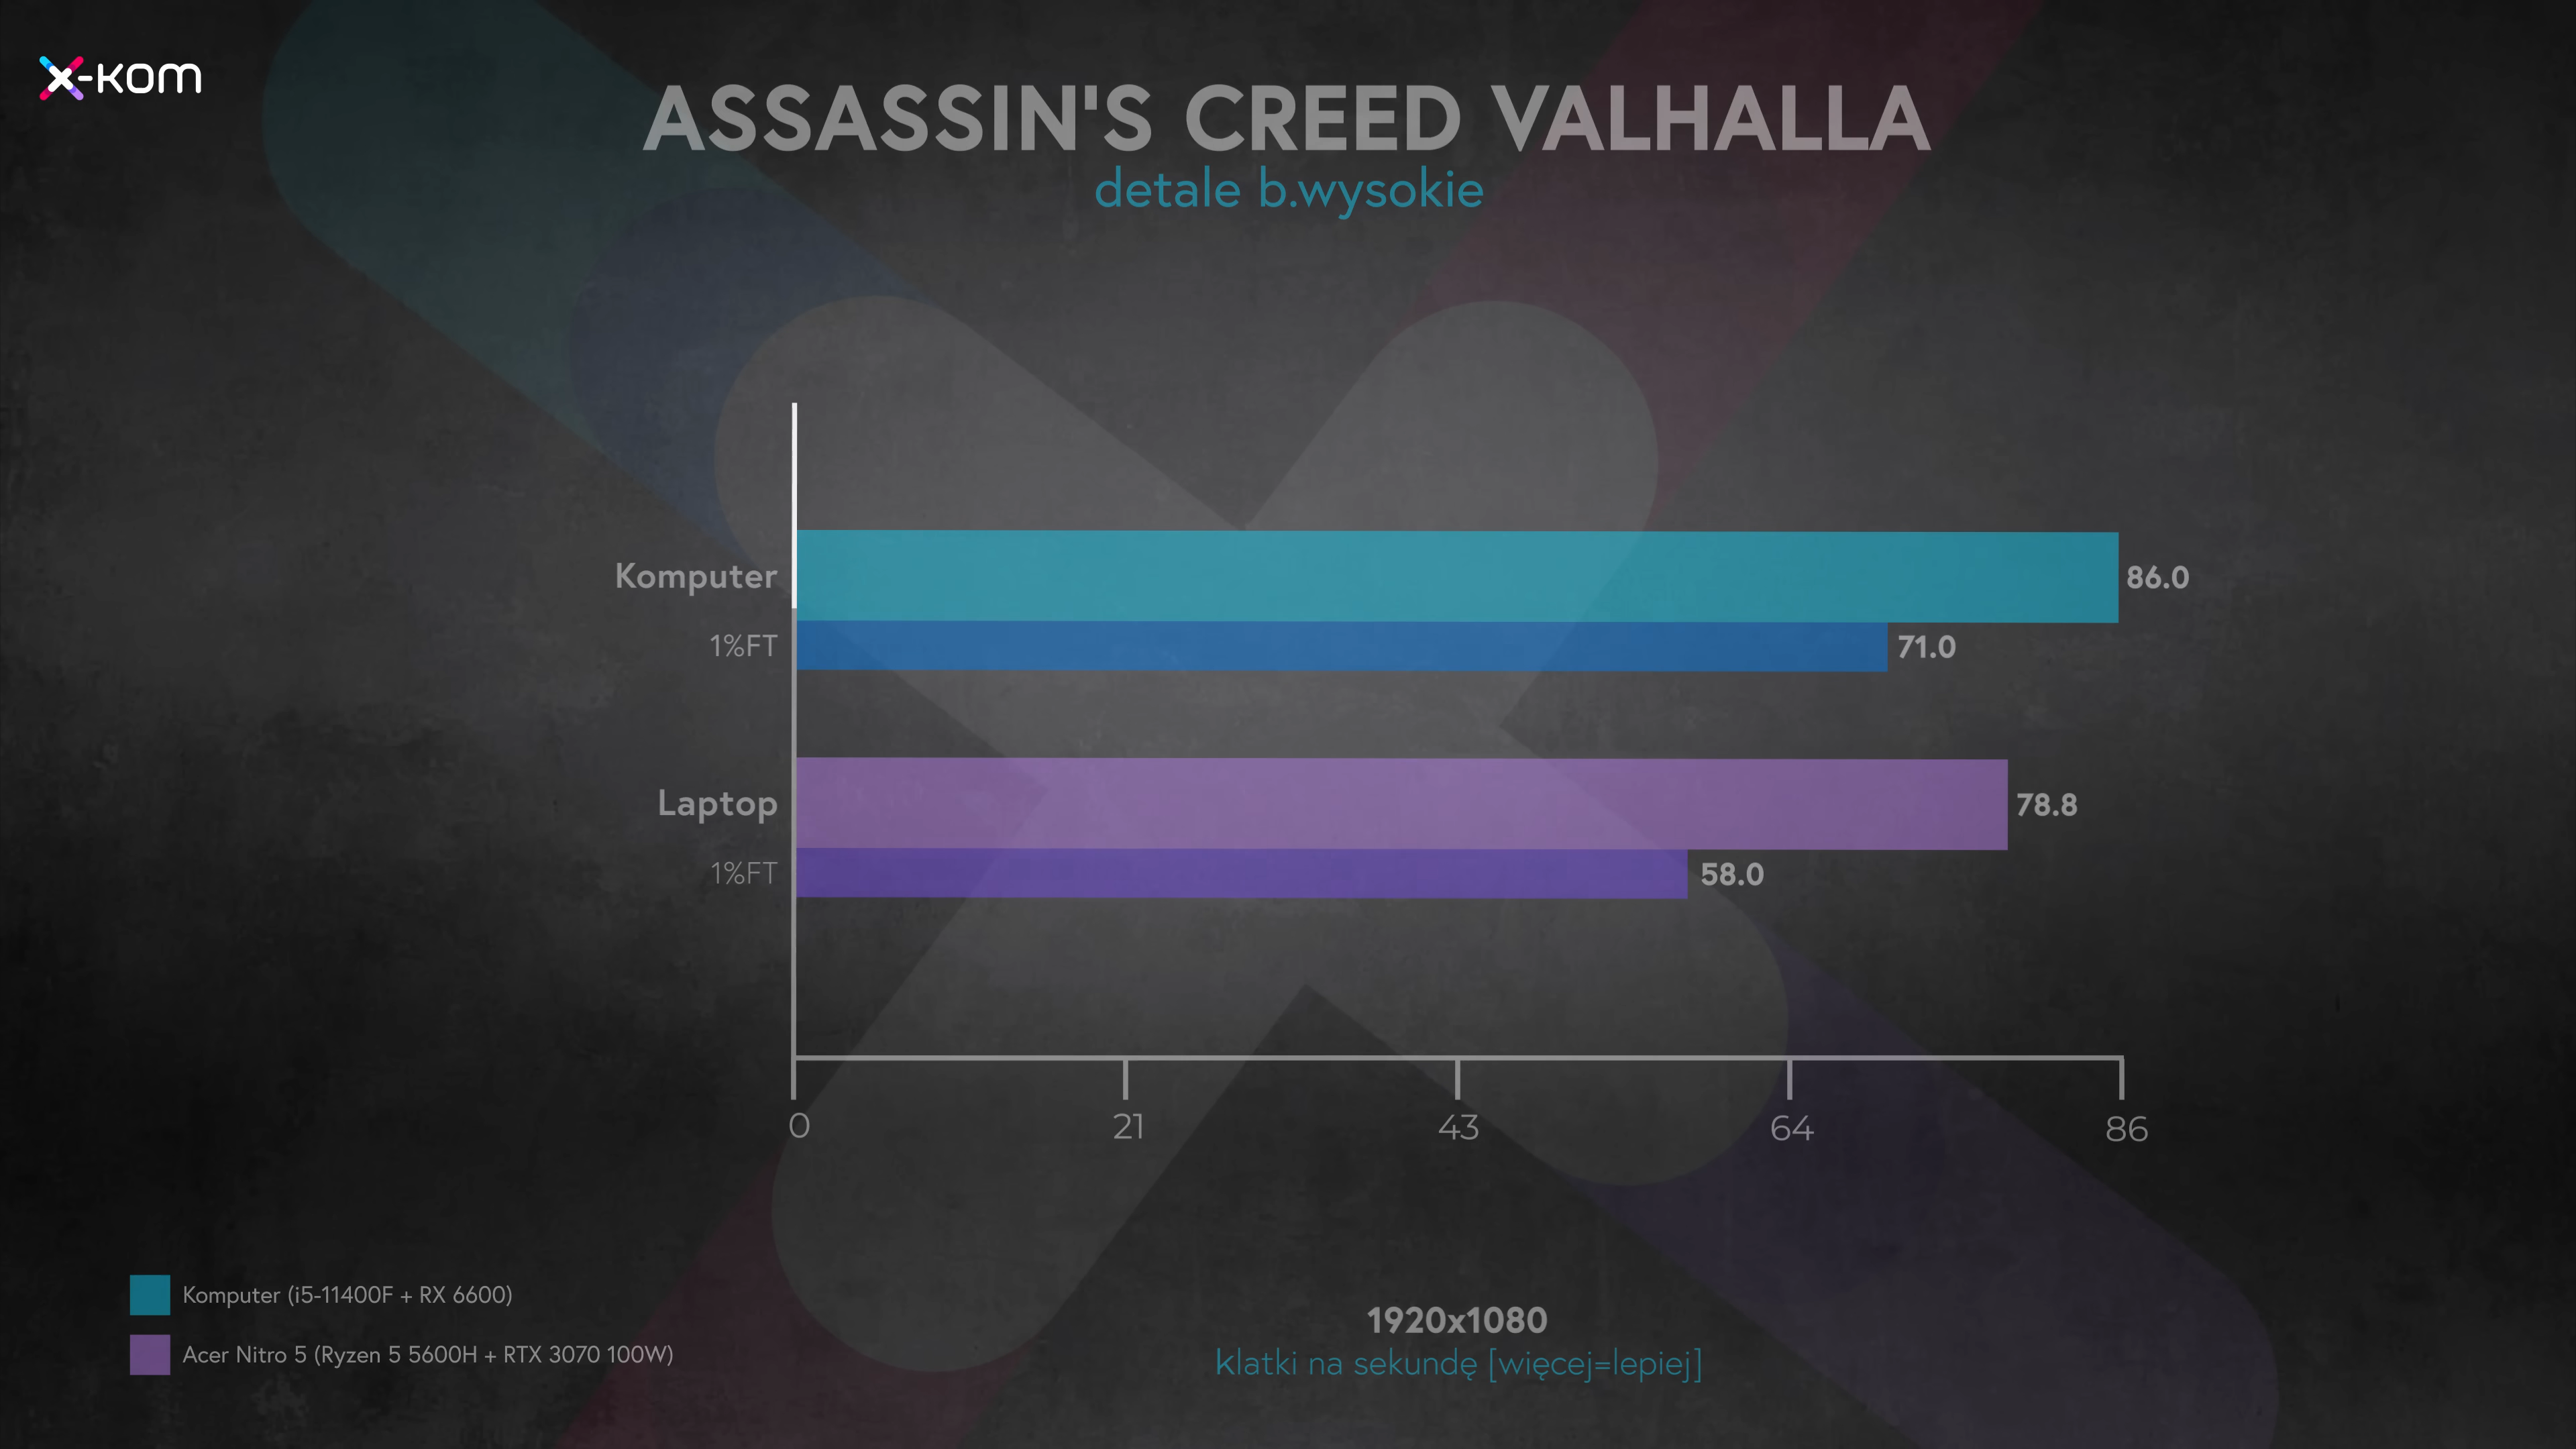 x-kom
ASSASSIN'S CREED VALHALLA
detale b.wysokie
Komputer
86.0
1%FT
71.0
Laptop
78.8
1%FT
58.0
0
21
43
64
86
Komputer (i5-11400F + RX 6600)
Acer Nitro 5 (Ryzen 5 5600H + RTX 3070 100W)
1920x1080
klatki na sekundę [więcej=lepiej]